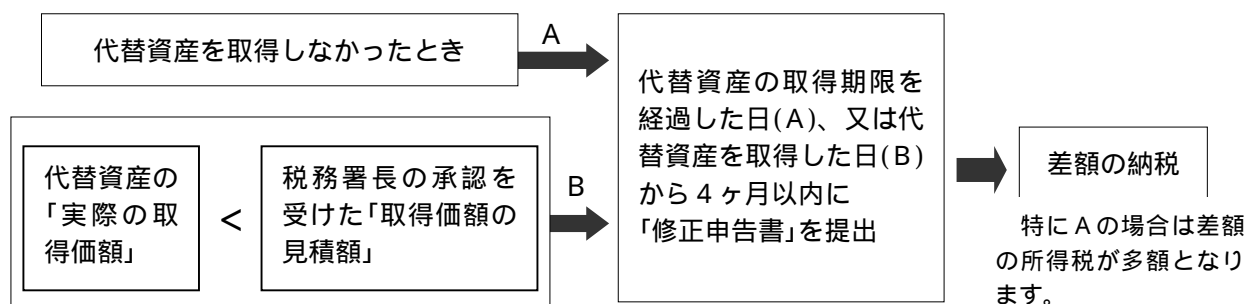 代替資産を取得しなかったとき
A
代替資産の
「実際の取
得価額」
<
税務署長の承認を
受けた「取得価額の
見積額」
B
代替資産の取得期限を
経過した日(A)、又は代
替資産を取得した日(B)
から4ヶ月以内に
「修正申告書」を提出
差額の納税
特にAの場合は差額
の所得税が多額となり
ます。